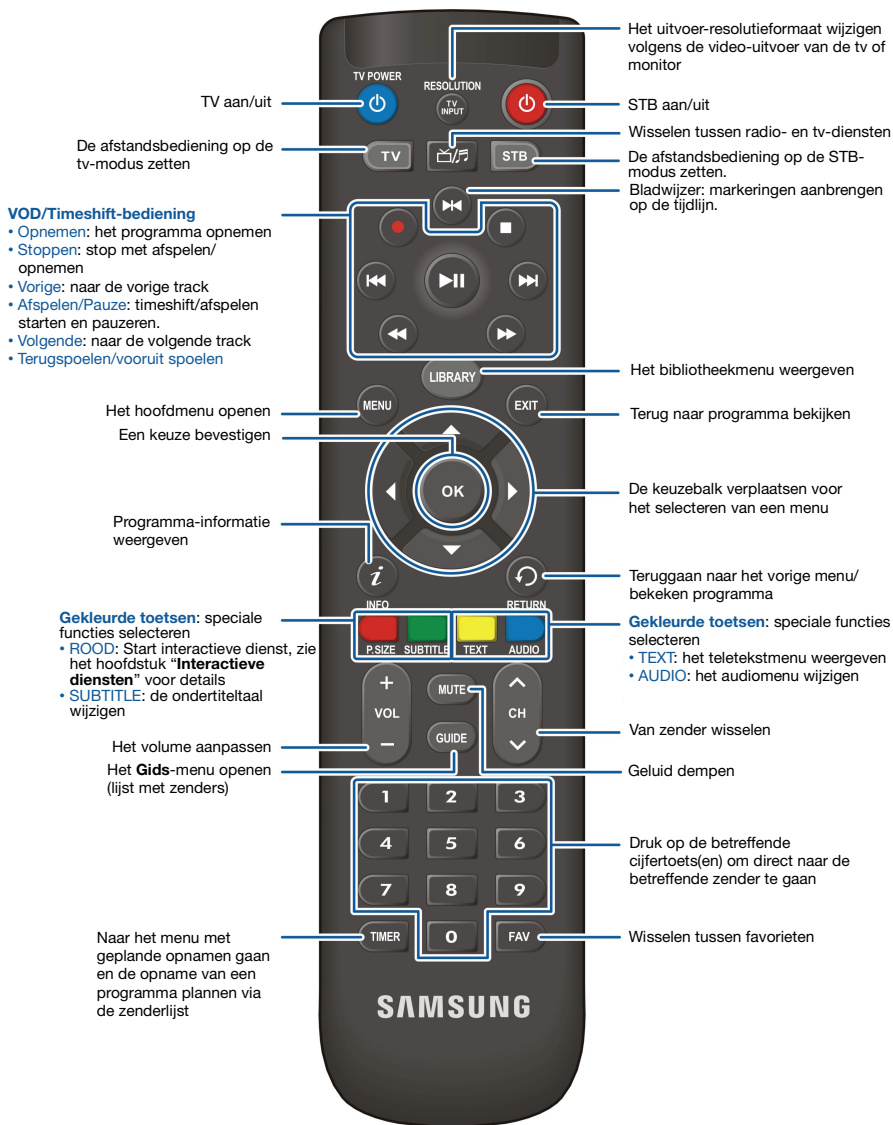 Het uitvoer-resolutieformaat wijzigen
volgens de video-uitvoer van de tv of
monitor
TV POWER
RESOLUTION
TV
INPUT
TV aan/uit
STB aan/uit
Wisselen tussen radio- en tv-diensten
De afstandsbediening op de
tv-modus zetten
TV
STB
De afstandsbediening op de STB-
modus zetten.
Bladwijzer: markeringen aanbrengen
op de tijdlijn.
VOD/Timeshift-bediening
• Opnemen: het programma opnemen
• Stoppen: stop met afspelen/
opnemen
• Vorige: naar de vorige track
• Afspelen/Pauze: timeshift/afspelen
starten en pauzeren.
• Volgende: naar de volgende track
• Terugspoelen/vooruit spoelen
LIBRARY
Het bibliotheekmenu weergeven
MENU
EXIT
Het hoofdmenu openen
Terug naar programma bekijken
Een keuze bevestigen
OK
De keuzebalk verplaatsen voor
het selecteren van een menu
Programma-informatie
weergeven
i
INFO
RETURN
Teruggaan naar het vorige menu/
bekeken programma
Gekleurde toetsen: speciale
functies selecteren
• ROOD: Start interactieve dienst, zie
het hoofdstuk “Interactieve
diensten” voor details
• SUBTITLE: de ondertiteltaal
wijzigen
P.SIZE SUBTITLE TEXT AUDIO
Gekleurde toetsen: speciale functies
selecteren
• TEXT: het teletekstmenu weergeven
• AUDIO: het audiomenu wijzigen
+
VOL
−
MUTE
CH
GUIDE
Van zender wisselen
Het volume aanpassen
Het Gids-menu openen
(lijst met zenders)
Geluid dempen
1 2 3
4 5 6
7 8 9
TIMER 0 FAV
Druk op de betreffende
cijfertoets(en) om direct naar de
betreffende zender te gaan
Naar het menu met
geplande opnamen gaan
en de opname van een
programma plannen via
de zenderlijst
Wisselen tussen favorieten
SAMSUNG